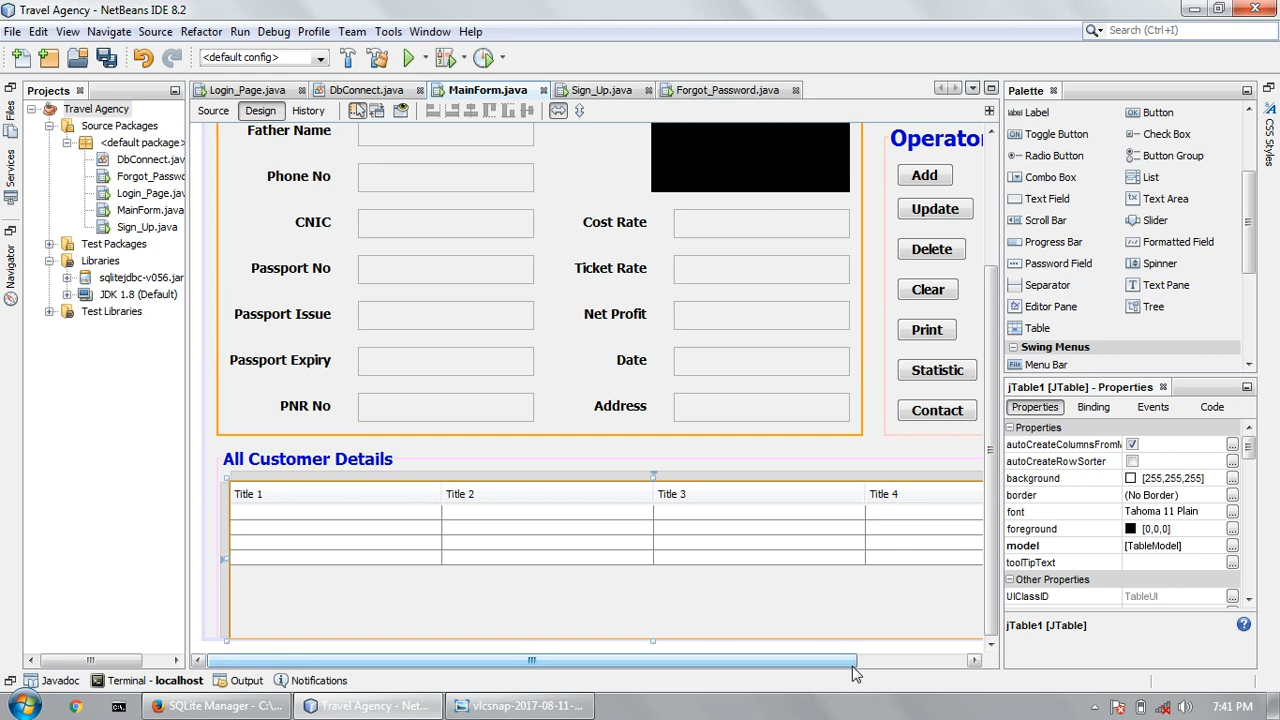 Travel Agency - NetBeans IDE 8.2
File Edit View Navigate Source Refactor Run Debug Profile Team Tools Window Help
Search (Ctrl+I)
<default config>
Projects
Login_Page.java DbConnect.java MainForm.java Sign_Up.java Forgot_Password.java
Palette
Source Design History
Files
Services
Navigator
CSS Styles
Travel Agency
Source Packages
<default package>
DbConnect.jav
Forgot_Passwo
Login_Page.jav
MainForm.java
Sign_Up.java
Test Packages
Libraries
sqlitejdbc-v056.jar
JDK 1.8 (Default)
Test Libraries
Father Name
Phone No
CNIC
Cost Rate
Passport No
Ticket Rate
Passport Issue
Net Profit
Passport Expiry
Date
PNR No
Address
Operator
Add
Update
Delete
Clear
Print
Statistic
Contact
All Customer Details
Title 1 Title 2 Title 3 Title 4
Label Button
Toggle Button Check Box
Radio Button Button Group
Combo Box List
Text Field Text Area
Scroll Bar Slider
Progress Bar Formatted Field
Password Field Spinner
Separator Text Pane
Editor Pane Tree
Table
Swing Menus
Menu Bar
jTable1 [JTable] - Properties
Properties Binding Events Code
Properties
autoCreateColumnsFromM
autoCreateRowSorter
background [255,255,255]
border (No Border)
font Tahoma 11 Plain
foreground [0,0,0]
model [TableModel]
toolTipText
Other Properties
UIClassID TableUI
jTable1 [JTable]
Javadoc Terminal - localhost Output Notifications
SQLite Manager - C:\... Travel Agency - Net... vlcsnap-2017-08-11-...
7:41 PM